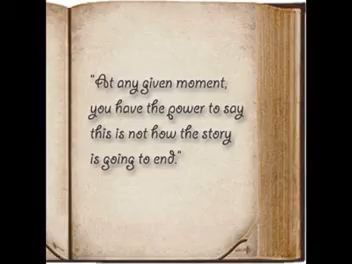 "At any given moment,
you have the power to say
this is not how the story
is going to end."